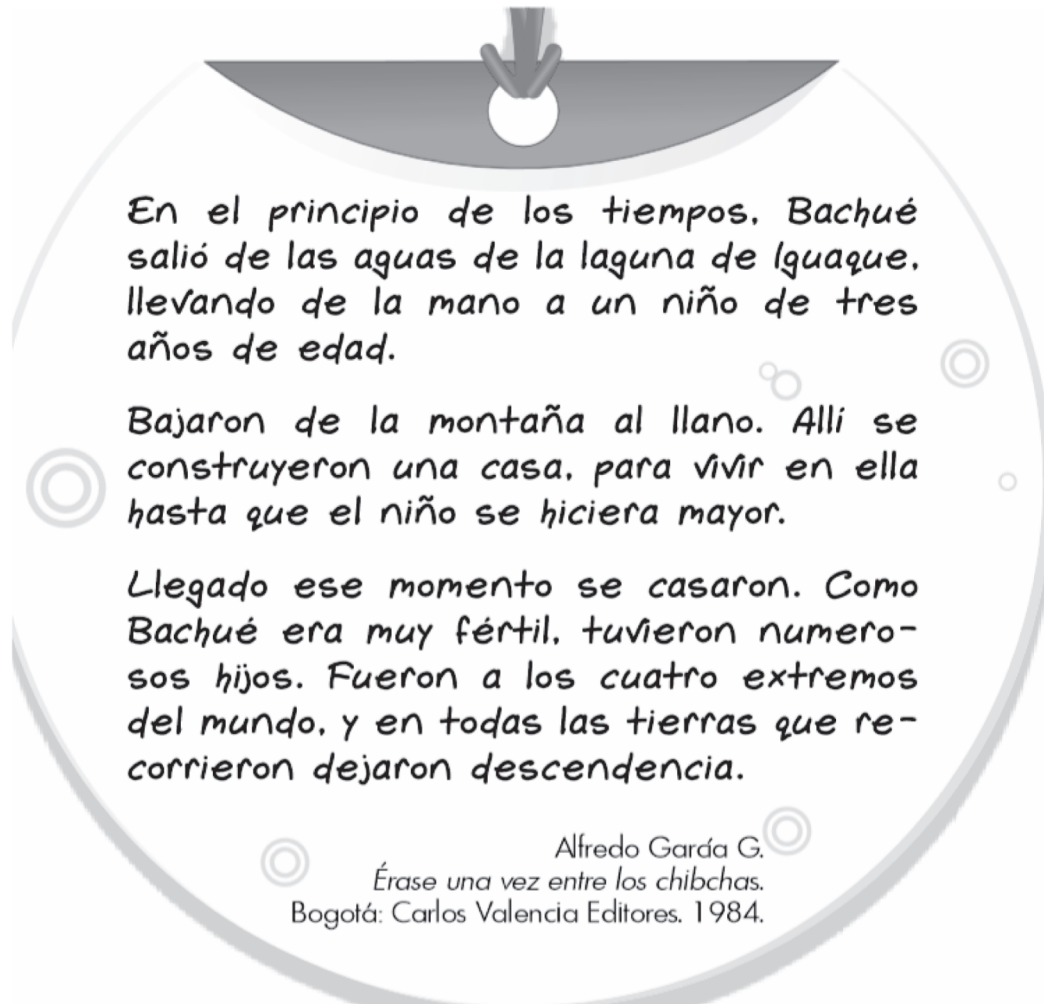 En el principio de los tiempos, Bachué
salió de las aguas de la laguna de Iguaque,
llevando de la mano a un niño de tres
años de edad.
Bajaron de la montaña al llano. Allí se
construyeron una casa, para vivir en ella
hasta que el niño se hiciera mayor.
Llegado ese momento se casaron. Como
Bachué era muy fértil, tuvieron numero-
sos hijos. Fueron a los cuatro extremos
del mundo, y en todas las tierras que re-
corrieron dejaron descendencia.
Alfredo García G.
Érase una vez entre los chibchas.
Bogotá: Carlos Valencia Editores. 1984.